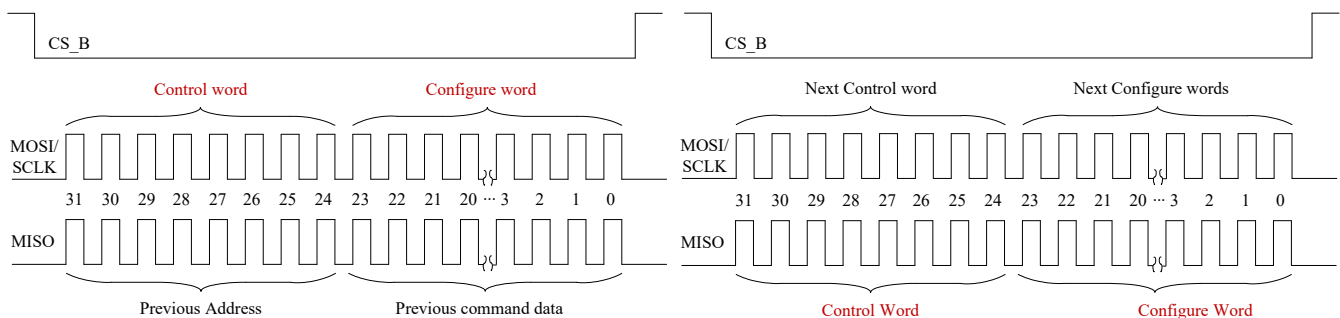 CS_B
Control word Configure word
MOSI/
SCLK
31 30 29 28 27 26 25 24 23 22 21 20 ··· 3 2 1 0
MISO
Previous Address Previous command data
CS_B
Next Control word Next Configure words
MOSI/
SCLK
31 30 29 28 27 26 25 24 23 22 21 20 ··· 3 2 1 0
MISO
Control Word Configure Word